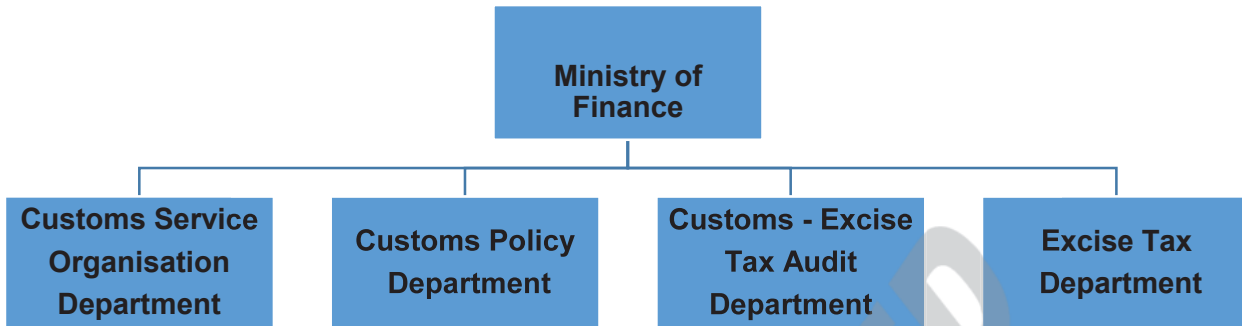 Ministry of
Finance
Customs Service
Organisation
Department
Customs Policy
Department
Customs - Excise
Tax Audit
Department
Excise Tax
Department